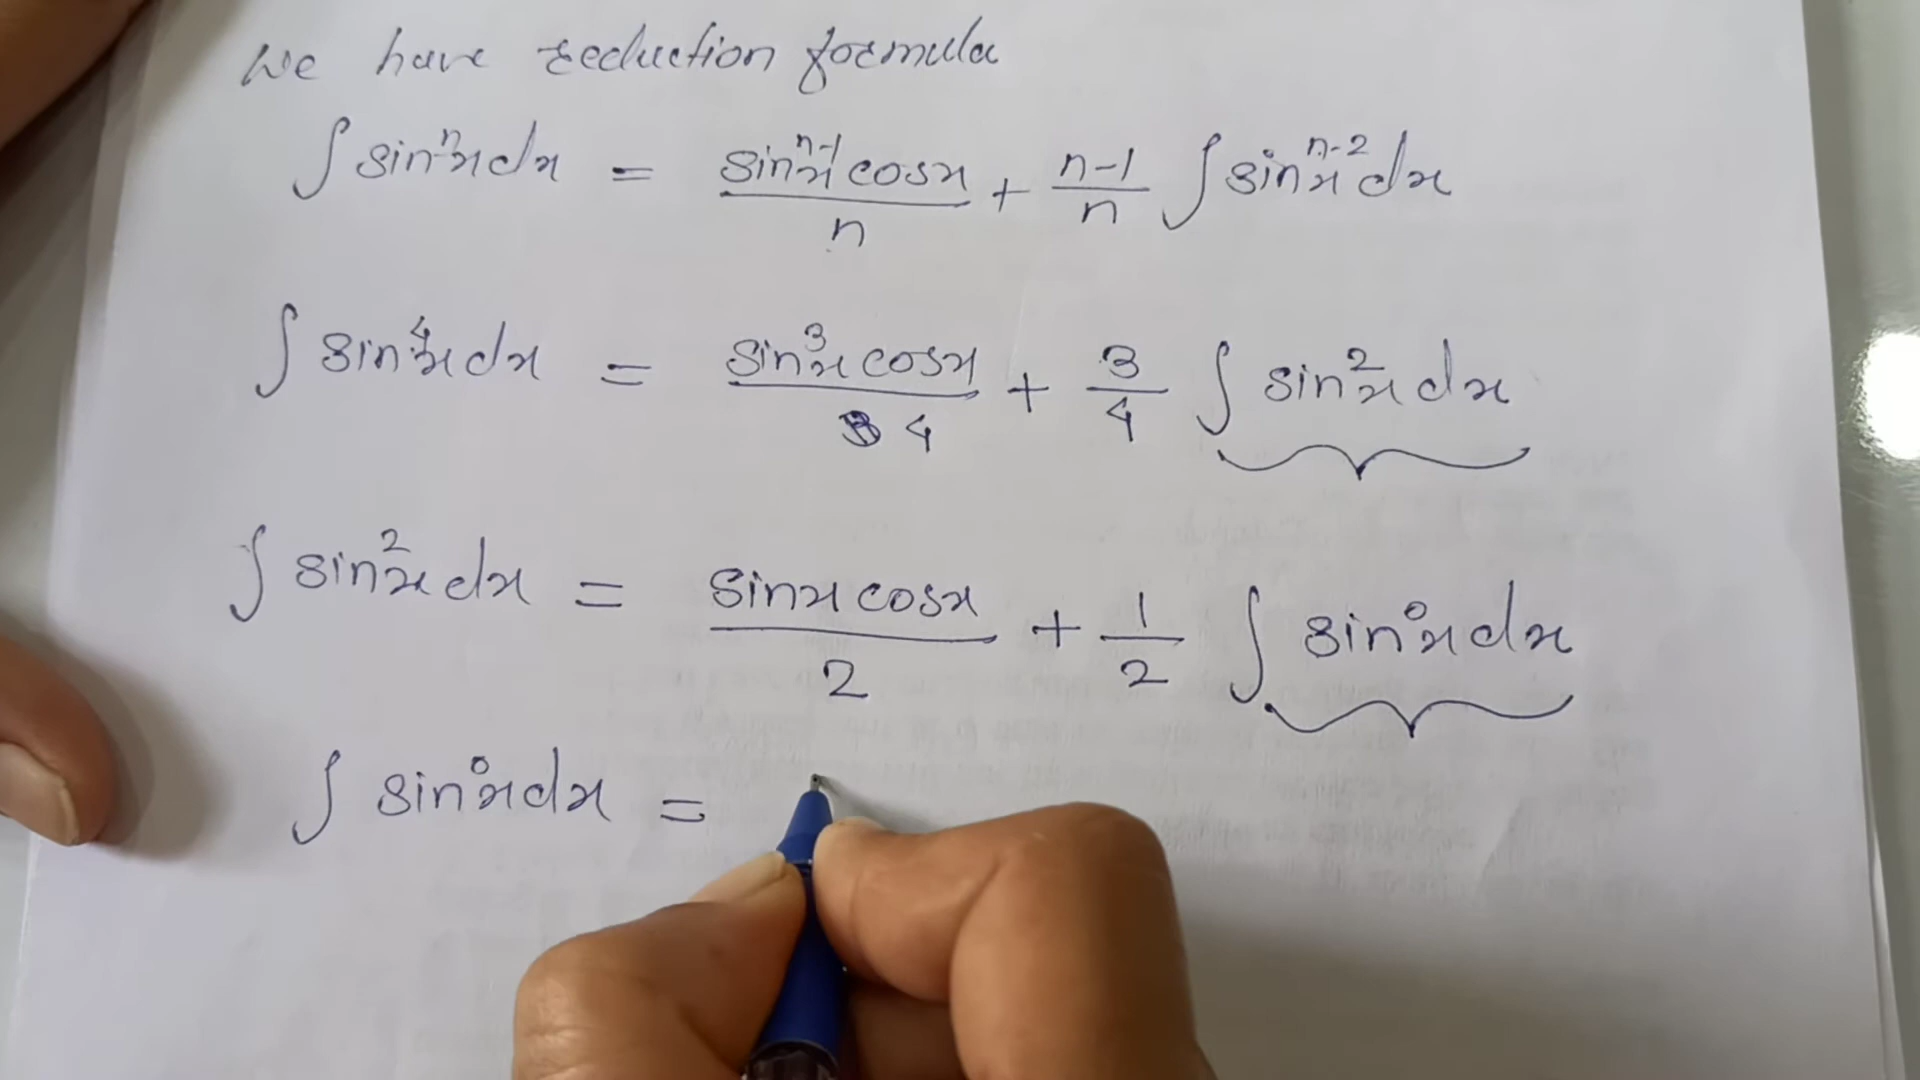 We have reduction formula
∫ sinⁿx dx = sinⁿ⁻¹x cosx / n + n-1 / n ∫ sinⁿ⁻²x dx
∫ sin⁴x dx = sin³x cosx / 4 + 3 / 4 ∫ sin²x dx
∫ sin²x dx = sinx cosx / 2 + 1 / 2 ∫ sin⁰x dx
∫ sin⁰x dx =